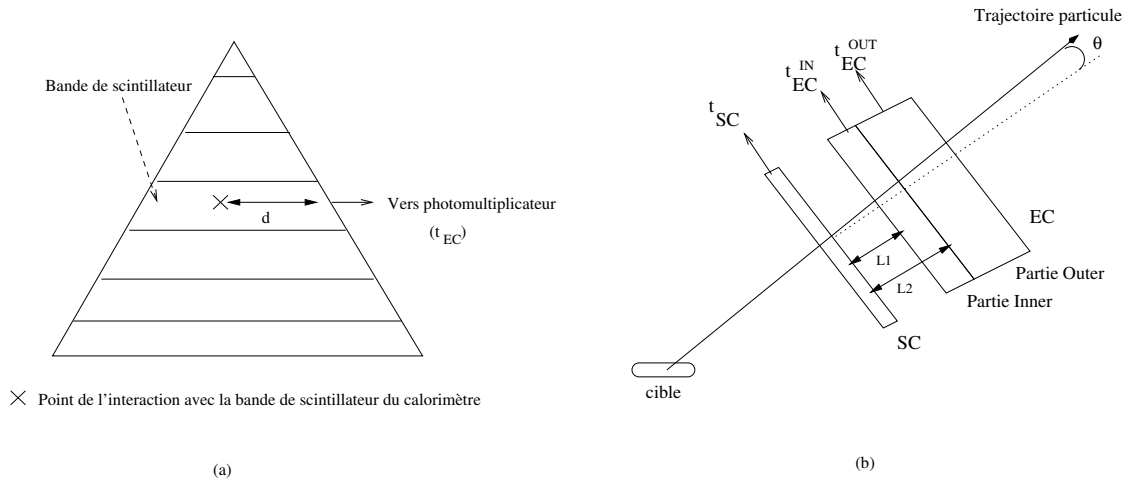 Bande de scintillateur
d
Vers photomultiplicateur
(t EC)
Point de l'interaction avec la bande de scintillateur du calorimètre
(a)
Trajectoire particule
θ
t EC OUT
t EC IN
t SC
EC
L1
L2
Partie Outer
Partie Inner
SC
cible
(b)